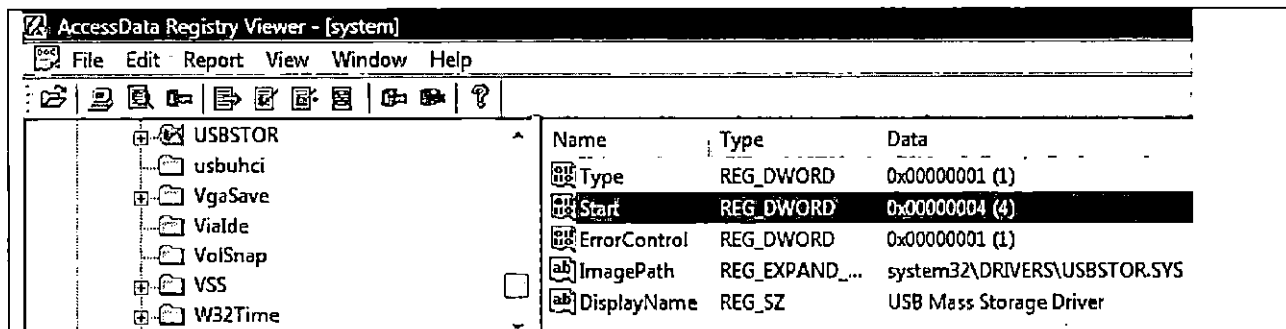 AccessData Registry Viewer - [system]
File Edit Report View Window Help
USBSTOR
usbuhci
VgaSave
ViaIde
VolSnap
VSS
W32Time
Name Type Data
Type REG_DWORD 0x00000001 (1)
Start REG_DWORD 0x00000004 (4)
ErrorControl REG_DWORD 0x00000001 (1)
ImagePath REG_EXPAND_... system32\DRIVERS\USBSTOR.SYS
DisplayName REG_SZ USB Mass Storage Driver